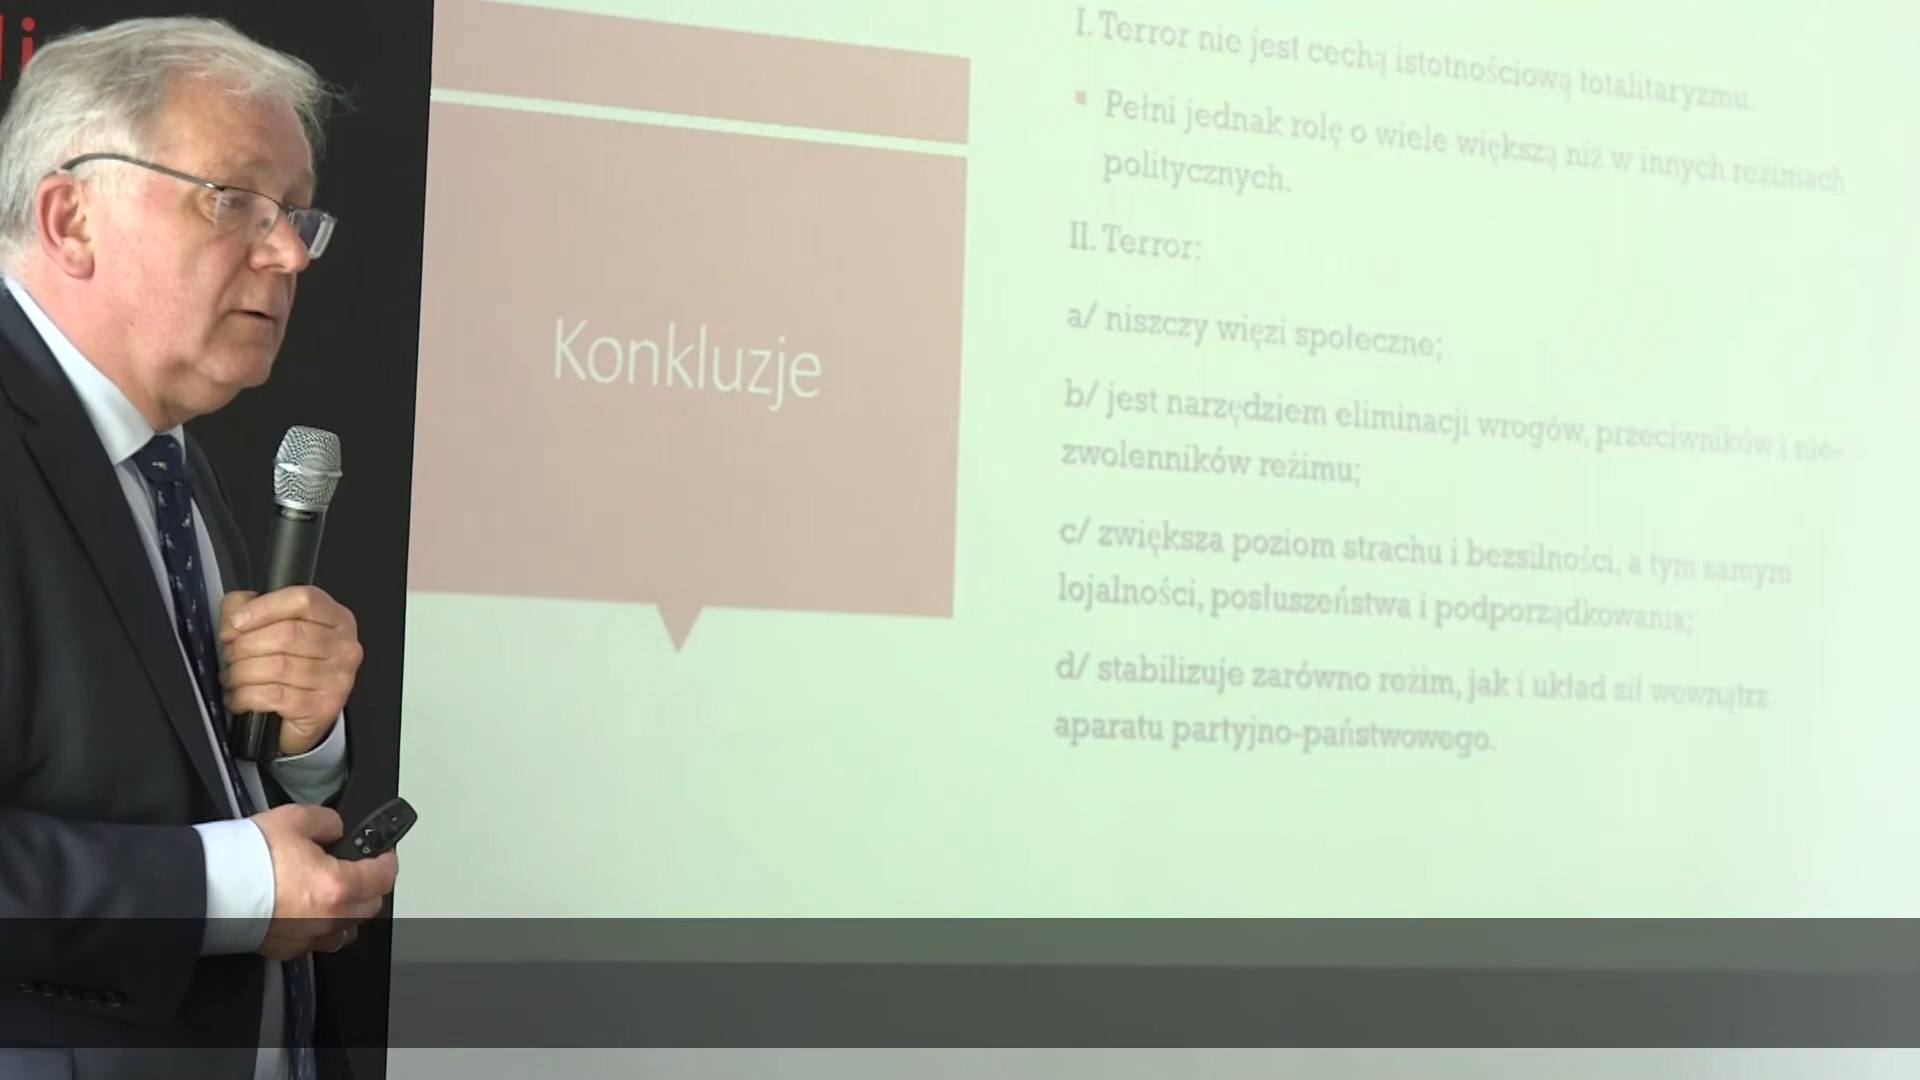 li
Konkluzje
I. Terror nie jest cechą istotnościową totalitaryzmu.
Pełni jednak rolę o wiele większą niż w innych reżimach
politycznych.
II. Terror:
a/ niszczy więzi społeczne;
b/ jest narzędziem eliminacji wrogów, przeciwników i nie-
zwolenników reżimu;
c/ zwiększa poziom strachu i bezsilności, a tym samym
lojalności, posłuszeństwa i podporządkowania;
d/ stabilizuje zarówno reżim, jak i układ sił wewnątrz
aparatu partyjno-państwowego.